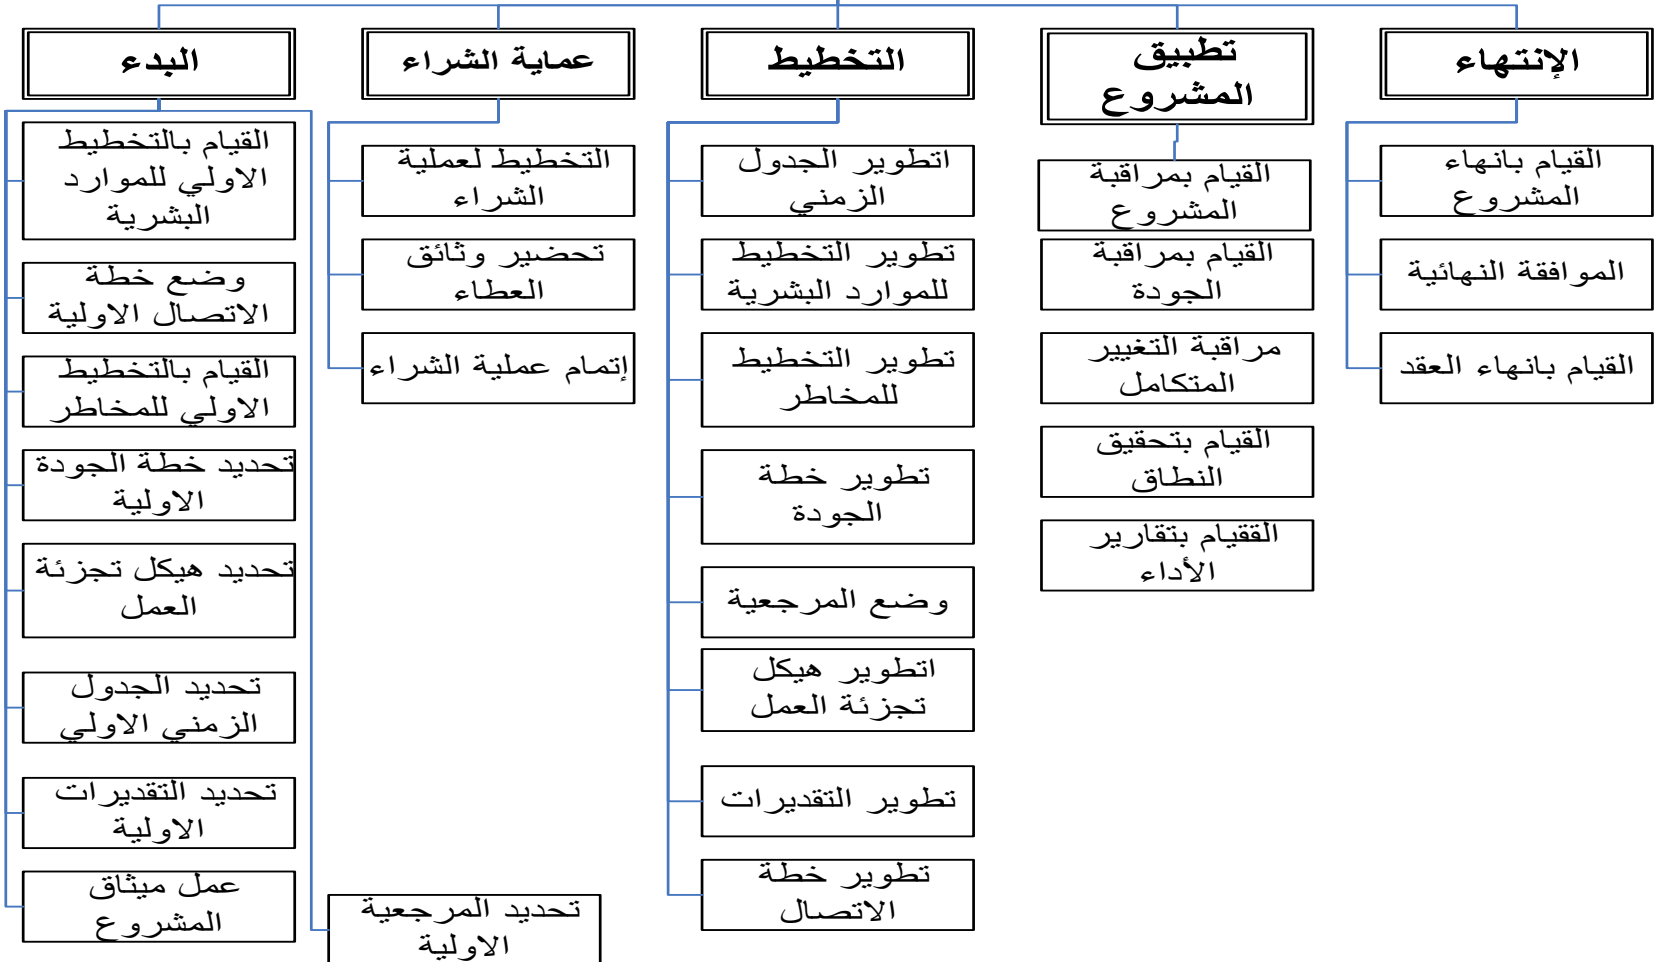 البدء
القيام بالتخطيط
الاولي للموارد
البشرية
وضع خطة
الاتصال الاولية
القيام بالتخطيط
الاولي للمخاطر
تحديد خطة الجودة
الاولية
تحديد هيكل تجزئة
العمل
تحديد الجدول
الزمني الاولي
تحديد التقديرات
الاولية
عمل ميثاق
المشروع
تحديد المرجعية
الاولية
عماية الشراء
التخطيط لعملية
الشراء
تحضير وثائق
العطاء
إتمام عملية الشراء
التخطيط
اتطوير الجدول
الزمني
تطوير التخطيط
للموارد البشرية
تطوير التخطيط
للمخاطر
تطوير خطة
الجودة
وضع المرجعية
اتطوير هيكل
تجزئة العمل
تطوير التقديرات
تطوير خطة
الاتصال
تطبيق
المشروع
القيام بمراقبة
المشروع
القيام بمراقبة
الجودة
مراقبة التغيير
المتكامل
القيام بتحقيق
النطاق
الققيام بتقارير
الأداء
الإنتهاء
القيام بانهاء
المشروع
الموافقة النهائية
القيام بانهاء العقد